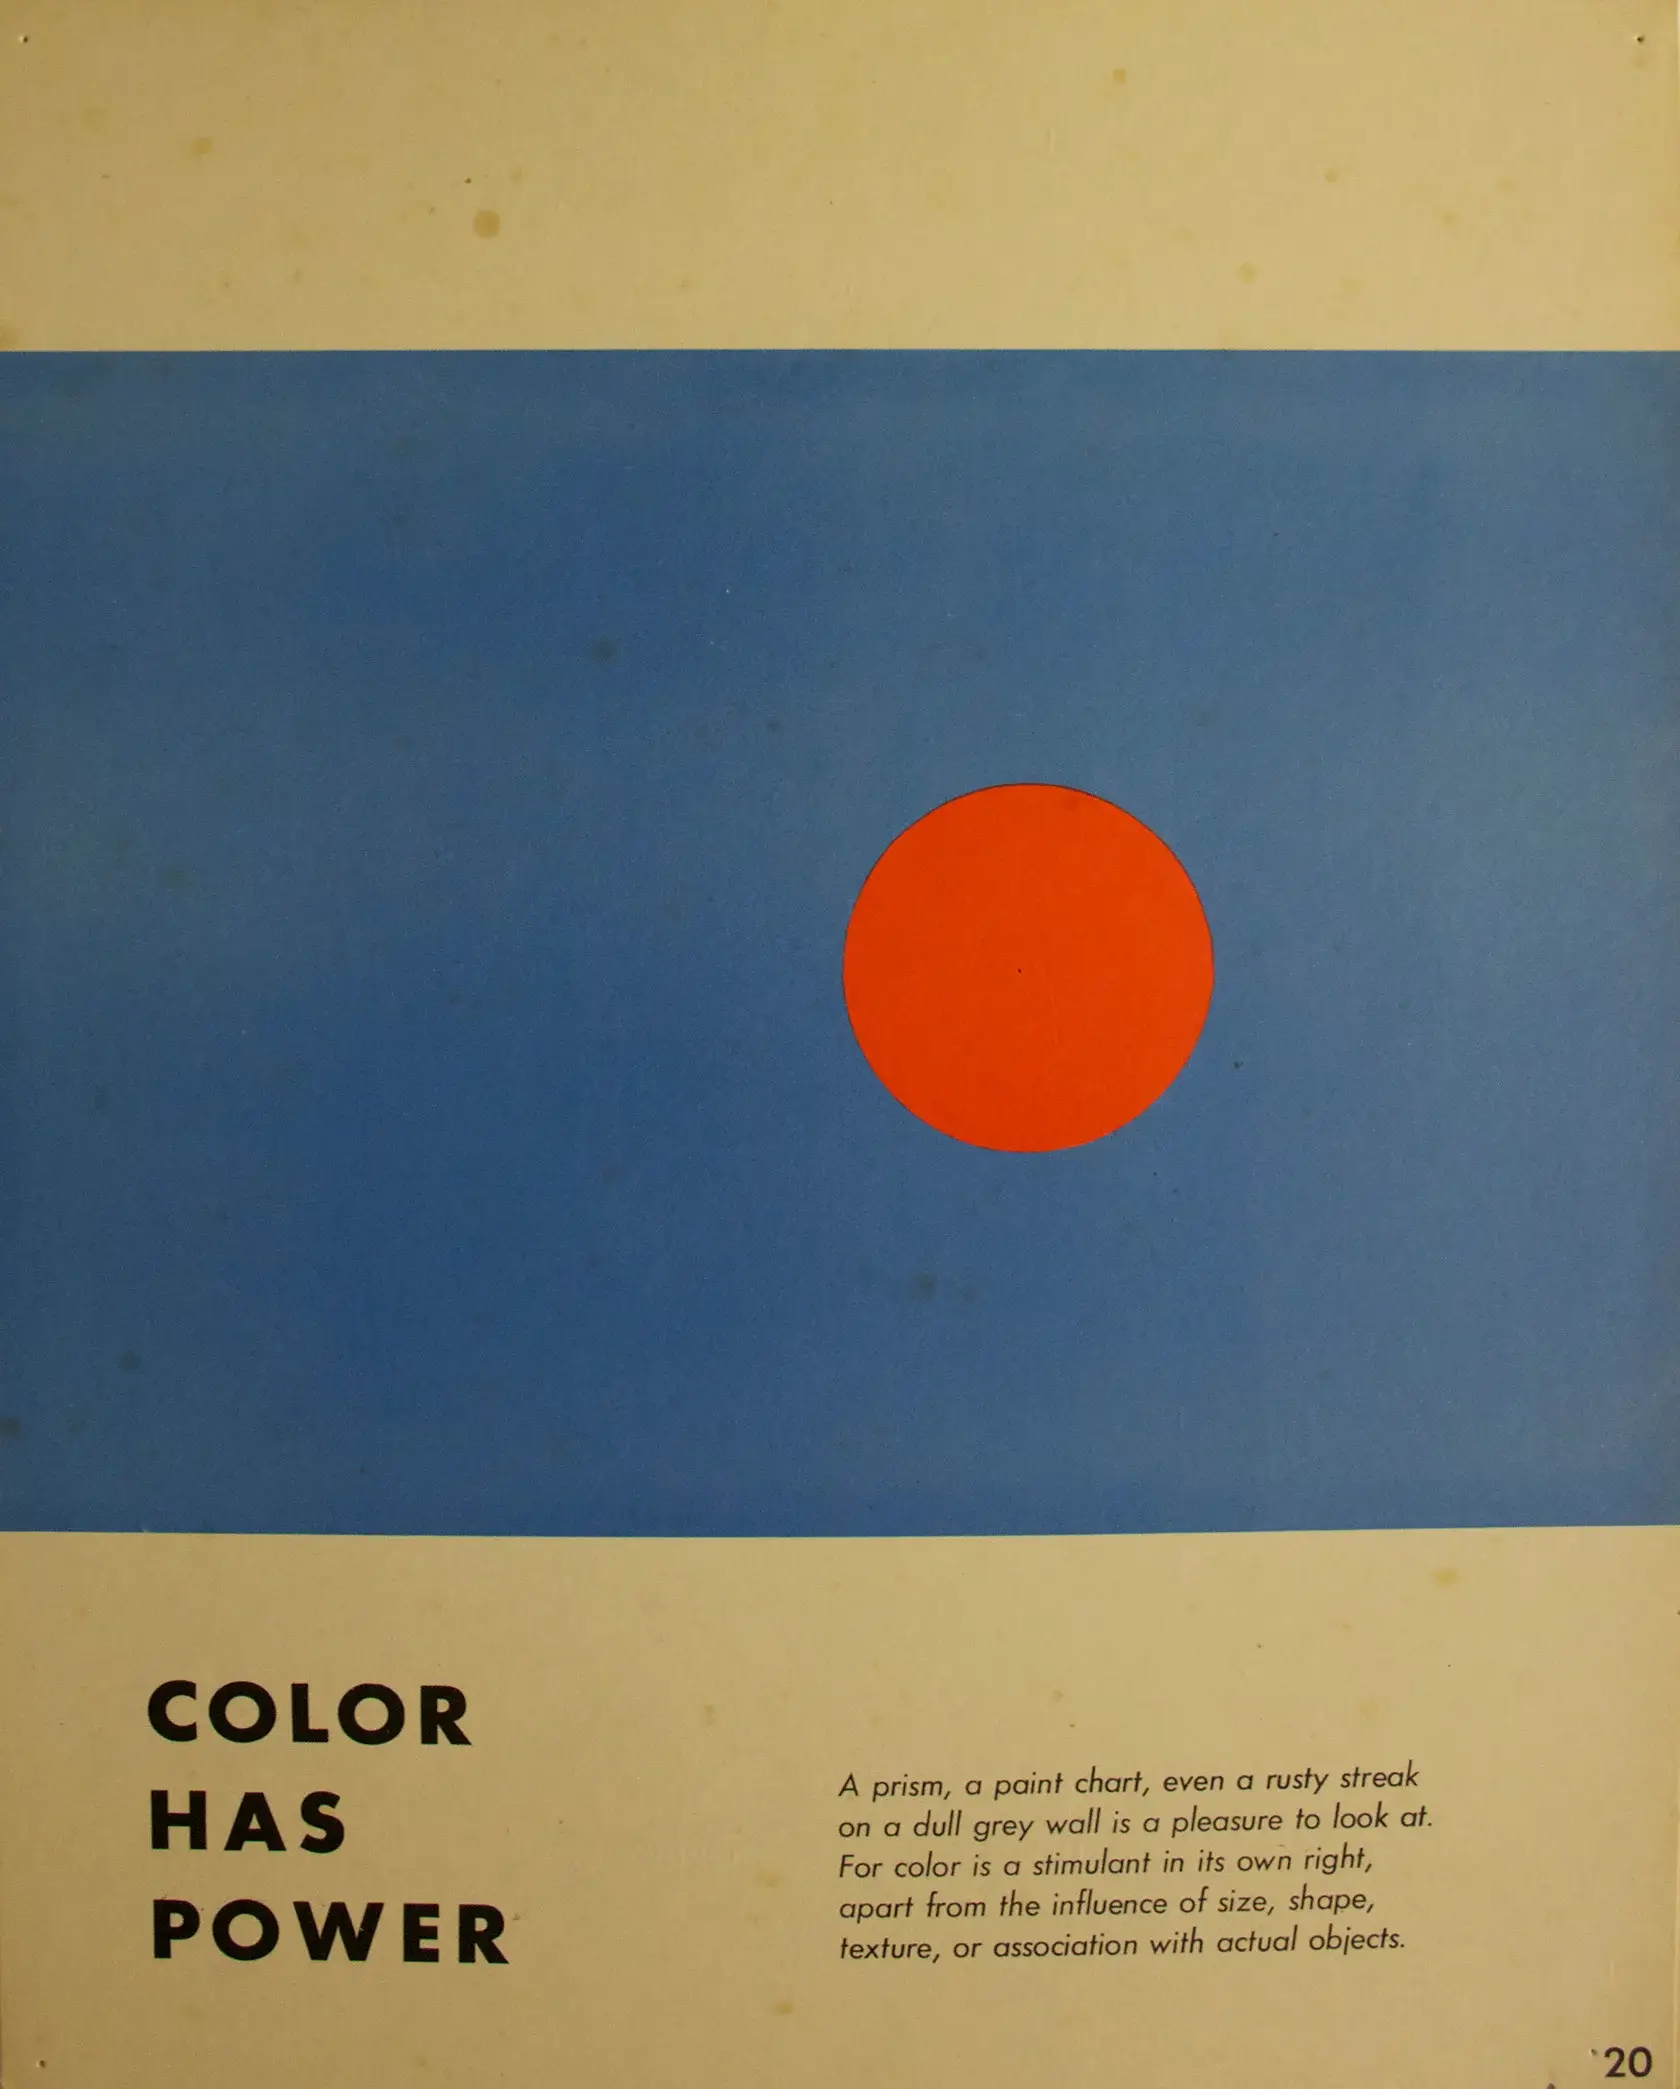 COLOR
HAS
POWER
A prism, a paint chart, even a rusty streak
on a dull grey wall is a pleasure to look at.
For color is a stimulant in its own right,
apart from the influence of size, shape,
texture, or association with actual objects.
20